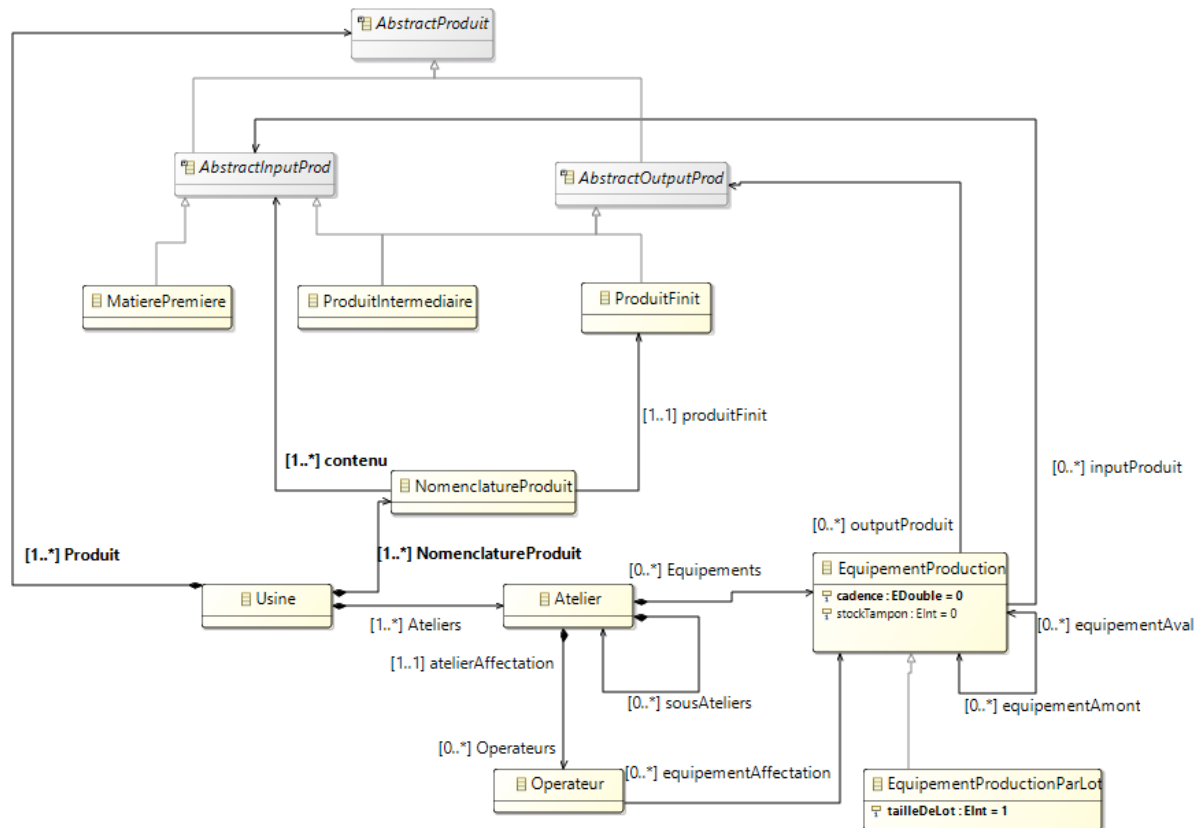 AbstractProduit
AbstractInputProd
AbstractOutputProd
MatierePremiere
ProduitIntermediaire
ProduitFinit
[1..1] produitFinit
[1..*] contenu
[0..*] inputProduit
NomenclatureProduit
[0..*] outputProduit
[1..*] Produit
[1..*] NomenclatureProduit
[0..*] Equipements
EquipementProduction
cadence : EDouble = 0
stockTampon : EInt = 0
Usine
Atelier
[1..*] Ateliers
[0..*] equipementAval
[1..1] atelierAffectation
[0..*] sousAteliers
[0..*] equipementAmont
[0..*] Operateurs
[0..*] equipementAffectation
Operateur
EquipementProductionParLot
tailleDeLot : EInt = 1